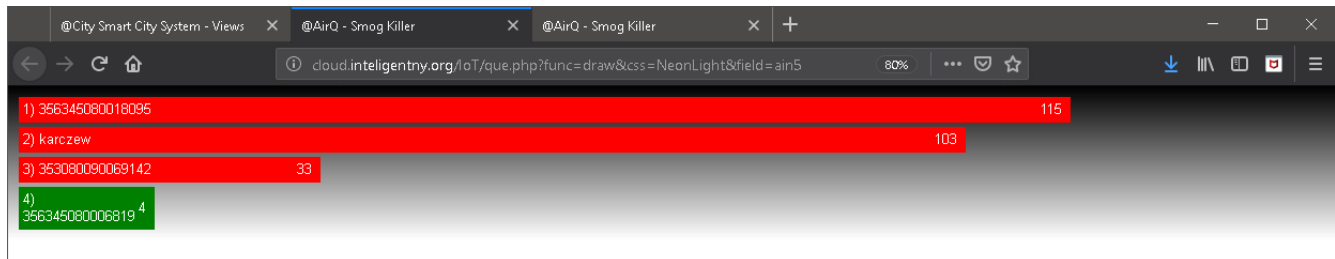 @City Smart City System - Views
@AirQ - Smog Killer
@AirQ - Smog Killer
cloud.inteligentny.org/IoT/que.php?func=draw&css=NeonLight&field=ain5
80%
1) 356345080018095 115
2) karczew 103
3) 353080090069142 33
4)
356345080006819 4